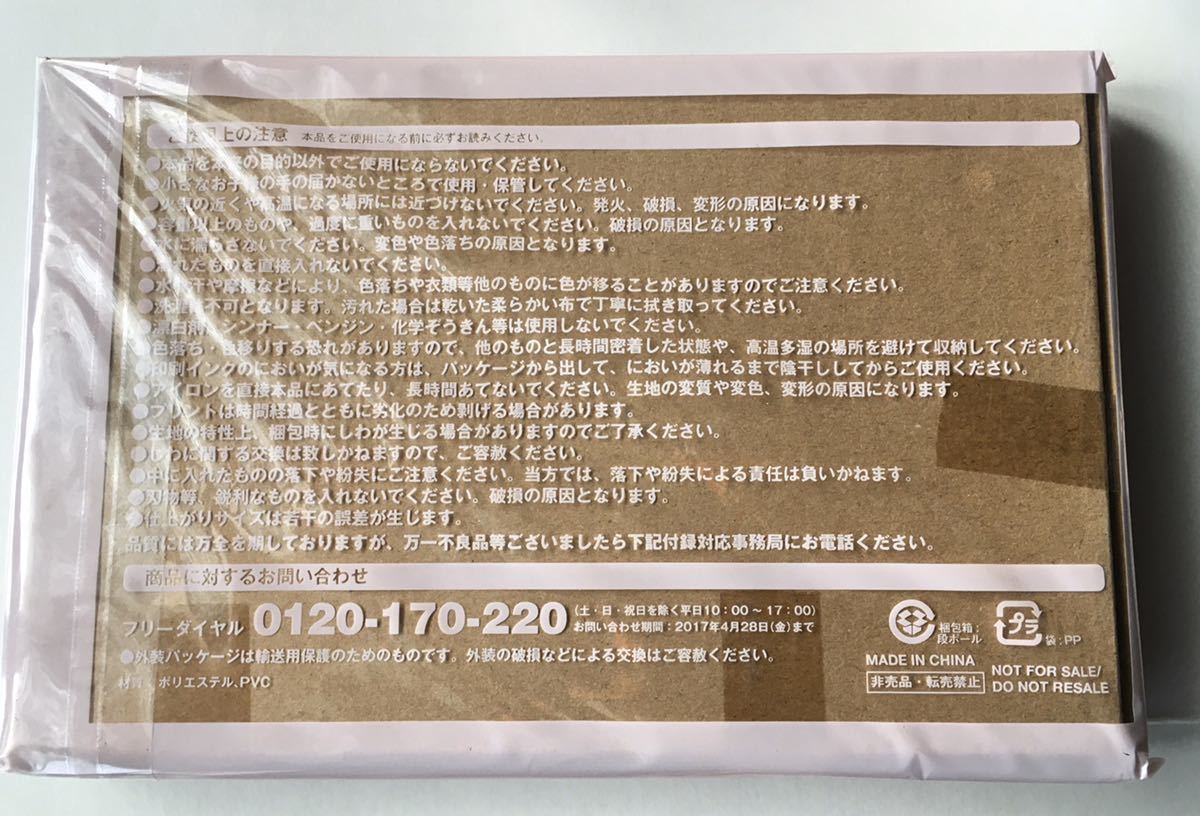 ご使用上の注意 本品をご使用になる前に必ずお読みください。
●本品を本来の目的以外でご使用にならないでください。
●小さなお子様の手の届かないところで使用・保管してください。
●火気の近くや高温になる場所には近づけないでください。発火、破損、変形の原因になります。
●容量以上のものや、過度に重いものを入れないでください。破損の原因となります。
●水に濡らさないでください。変色や色落ちの原因となります。
●濡れたものを直接入れないでください。
●水や汗や摩擦などにより、色落ちや衣類等他のものに色が移ることがありますのでご注意ください。
●洗濯は不可となります。汚れた場合は乾いた柔らかい布で丁寧に拭き取ってください。
●漂白剤・シンナー・ベンジン・化学ぞうきん等は使用しないでください。
●色落ち・色移りする恐れがありますので、他のものと長時間密着した状態や、高温多湿の場所を避けて収納してください。
●印刷インクのにおいが気になる方は、パッケージから出して、においが薄れるまで陰干ししてからご使用ください。
●アイロンを直接本品にあてたり、長時間あてないでください。生地の変質や変色、変形の原因になります。
●プリントは時間経過とともに劣化のため剥げる場合があります。
●生地の特性上、梱包時にしわが生じる場合がありますのでご了承ください。
●しわに関する交換は致しかねますので、ご容赦ください。
●中に入れたものの落下や紛失にご注意ください。当方では、落下や紛失による責任は負いかねます。
●刃物等、鋭利なものを入れないでください。破損の原因となります。
●仕上がりサイズは若干の誤差が生じます。
品質には万全を期しておりますが、万一不良品等ございましたら下記付録対応事務局にお電話ください。
商品に対するお問い合わせ
フリーダイヤル 0120-170-220 (土・日・祝日を除く平日10:00~17:00)
お問い合わせ期間:2017年4月28日(金)まで
●外装パッケージは輸送用保護のためのものです。外装の破損などによる交換はご容赦ください。
材質:ポリエステル、PVC
梱包箱:
段ボール
プラ
袋:PP
MADE IN CHINA
非売品・転売禁止
NOT FOR SALE/
DO NOT RESALE